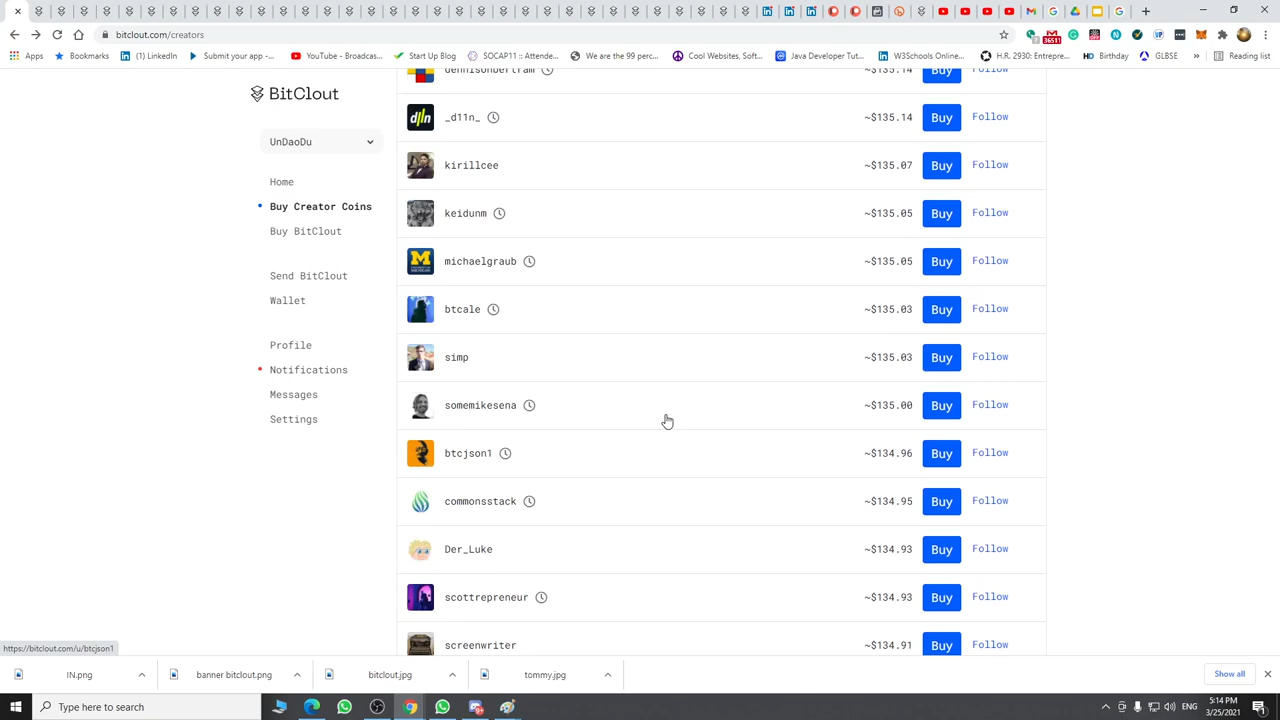 bitclout.com/creators
36511
Apps
Bookmarks
(1) LinkedIn
Submit your app -...
YouTube - Broadcas...
Start Up Blog
SOCAP11 :: Attende...
We are the 99 perc...
Cool Websites, Soft...
Java Developer Tut...
W3Schools Online...
H.R. 2930: Entrepre...
Birthday
GLBSE
»
Reading list
BitClout
UnDaoDu
Home
Buy Creator Coins
Buy BitClout
Send BitClout
Wallet
Profile
Notifications
Messages
Settings
dennisonbertram ~$135.14 Buy
_d11n_ ~$135.14 Buy Follow
kirillcee ~$135.07 Buy Follow
keidunm ~$135.05 Buy Follow
michaelgraub ~$135.05 Buy Follow
btcale ~$135.03 Buy Follow
simp ~$135.03 Buy Follow
somemikesena ~$135.00 Buy Follow
btcjson1 ~$134.96 Buy Follow
commonsstack ~$134.95 Buy Follow
Der_Luke ~$134.93 Buy Follow
scottrepreneur ~$134.93 Buy Follow
screenwriter ~$134.91 Buy Follow
https://bitclout.com/u/btcjson1
IN.png
banner bitclout.png
bitclout.jpg
tommy.jpg
Show all
Type here to search
ENG
5:14 PM
3/25/2021